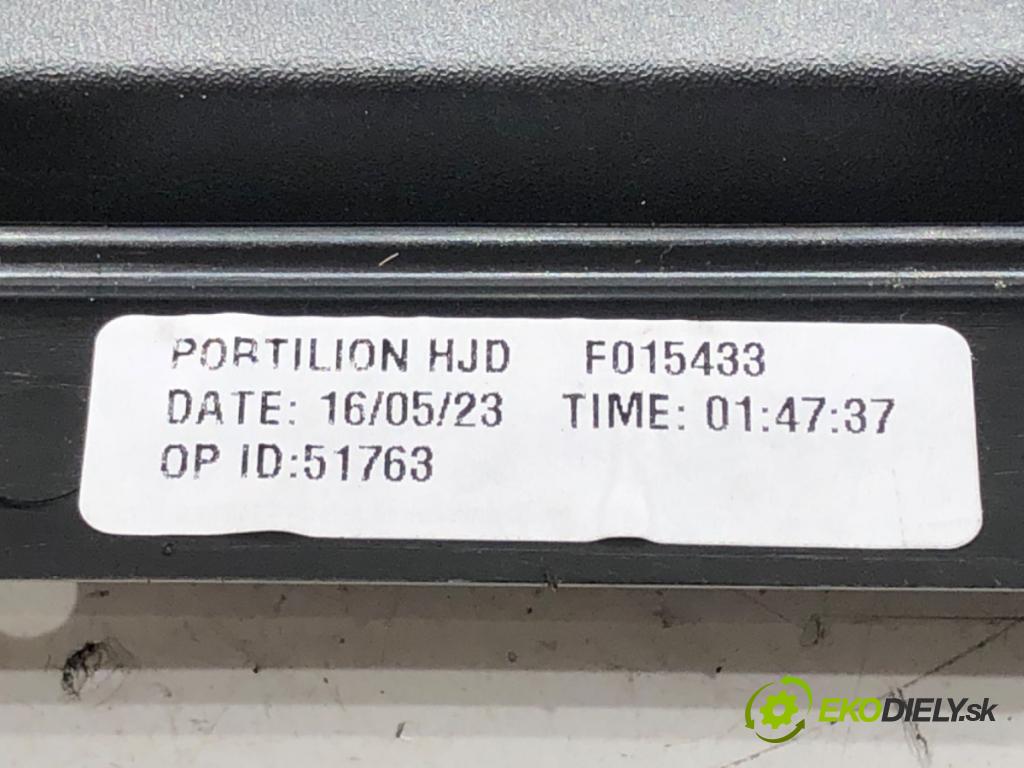 PORTILION HJD F015433
DATE: 16/05/23 TIME: 01:47:37
OP ID:51763
EKODIELY.sk